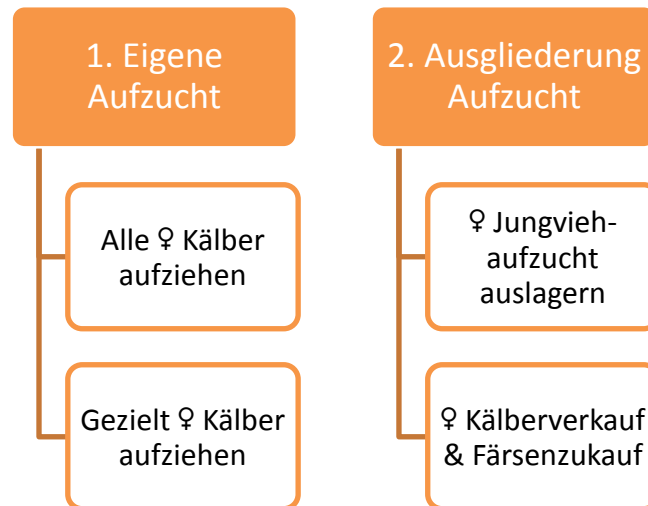 1. Eigene
Aufzucht
Alle ♀ Kälber
aufziehen
Gezielt ♀ Kälber
aufziehen
2. Ausgliederung
Aufzucht
♀ Jungvieh-
aufzucht
auslagern
♀ Kälberverkauf
& Färsenzukauf